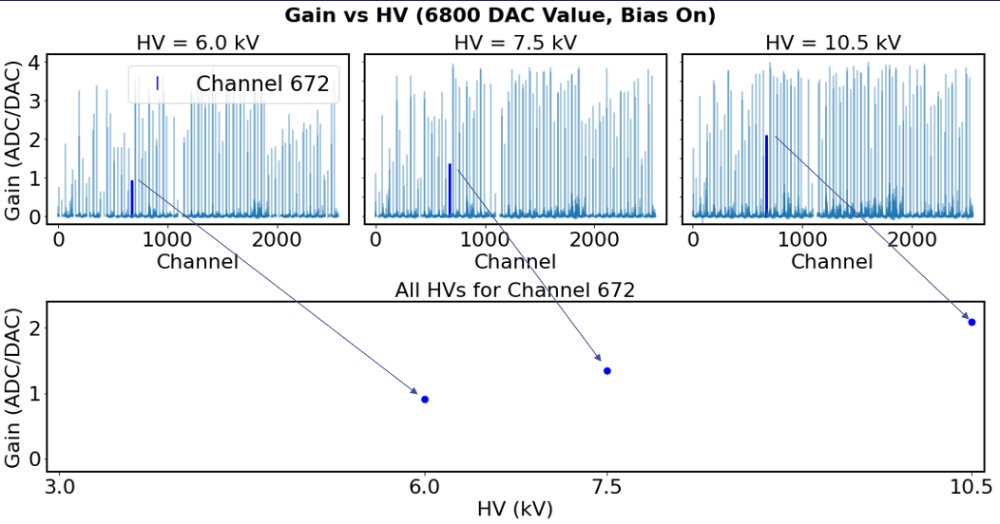 Gain vs HV (6800 DAC Value, Bias On)
HV = 6.0 kV
HV = 7.5 kV
HV = 10.5 kV
Gain (ADC/DAC)
4
3
2
1
0
Channel 672
0 1000 2000
0 1000 2000
0 1000 2000
Channel
Channel
Channel
All HVs for Channel 672
Gain (ADC/DAC)
2
1
0
3.0 6.0 7.5 10.5
HV (kV)